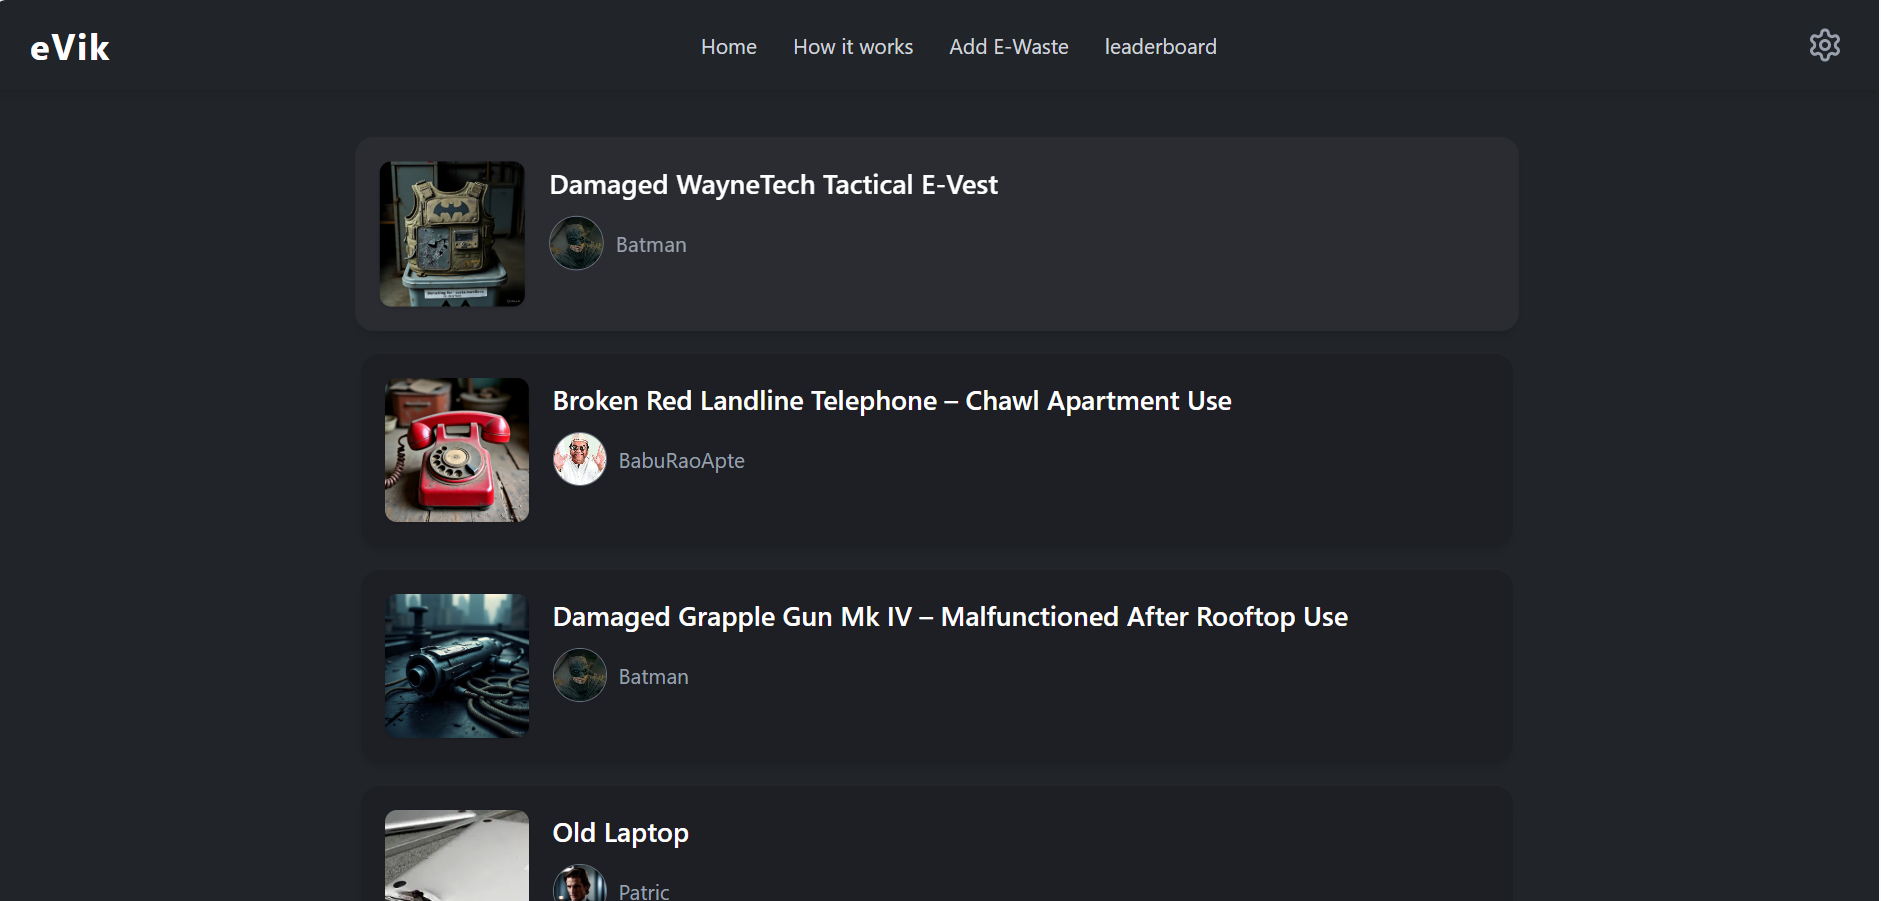 eVik
Home
How it works
Add E-Waste
leaderboard
Damaged WayneTech Tactical E-Vest
Batman
Broken Red Landline Telephone – Chawl Apartment Use
BabuRaoApte
Damaged Grapple Gun Mk IV – Malfunctioned After Rooftop Use
Batman
Old Laptop
Patric